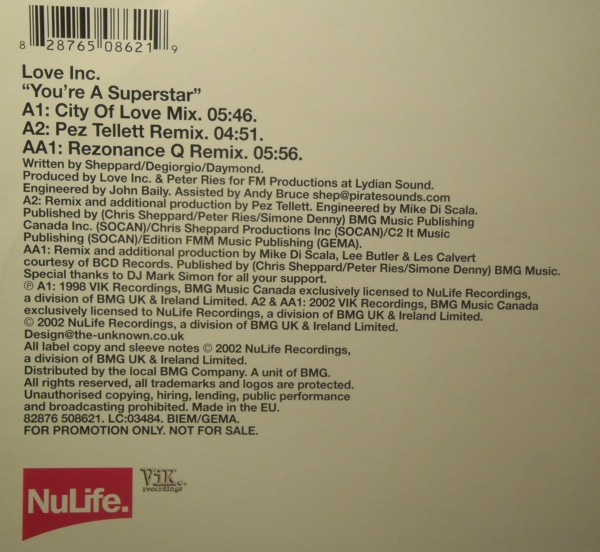 8 28765 08621 9
Love Inc.
“You're A Superstar”
A1: City Of Love Mix. 05:46.
A2: Pez Tellett Remix. 04:51.
AA1: Rezonance Q Remix. 05:56.
Written by Sheppard/Degiorgio/Daymond.
Produced by Love Inc. & Peter Ries for FM Productions at Lydian Sound.
Engineered by John Baily. Assisted by Andy Bruce shep@piratesounds.com
A2: Remix and additional production by Pez Tellett. Engineered by Mike Di Scala.
Published by (Chris Sheppard/Peter Ries/Simone Denny) BMG Music Publishing
Canada Inc. (SOCAN)/Chris Sheppard Productions Inc (SOCAN)/C2 It Music
Publishing (SOCAN)/Edition FMM Music Publishing (GEMA).
AA1: Remix and additional production by Mike Di Scala, Lee Butler & Les Calvert
courtesy of BCD Records. Published by (Chris Sheppard/Peter Ries/Simone Denny) BMG Music.
Special thanks to DJ Mark Simon for all your support.
℗ A1: 1998 VIK Recordings, BMG Music Canada exclusively licensed to NuLife Recordings,
a division of BMG UK & Ireland Limited. A2 & AA1: 2002 VIK Recordings, BMG Music Canada
exclusively licensed to NuLife Recordings, a division of BMG UK & Ireland Limited.
© 2002 NuLife Recordings, a division of BMG UK & Ireland Limited.
Design@the-unknown.co.uk
All label copy and sleeve notes © 2002 NuLife Recordings,
a division of BMG UK & Ireland Limited.
Distributed by the local BMG Company. A unit of BMG.
All rights reserved, all trademarks and logos are protected.
Unauthorised copying, hiring, lending, public performance
and broadcasting prohibited. Made in the EU.
82876 508621. LC:03484. BIEM/GEMA.
FOR PROMOTION ONLY. NOT FOR SALE.
NuLife.
ViK.
recordings